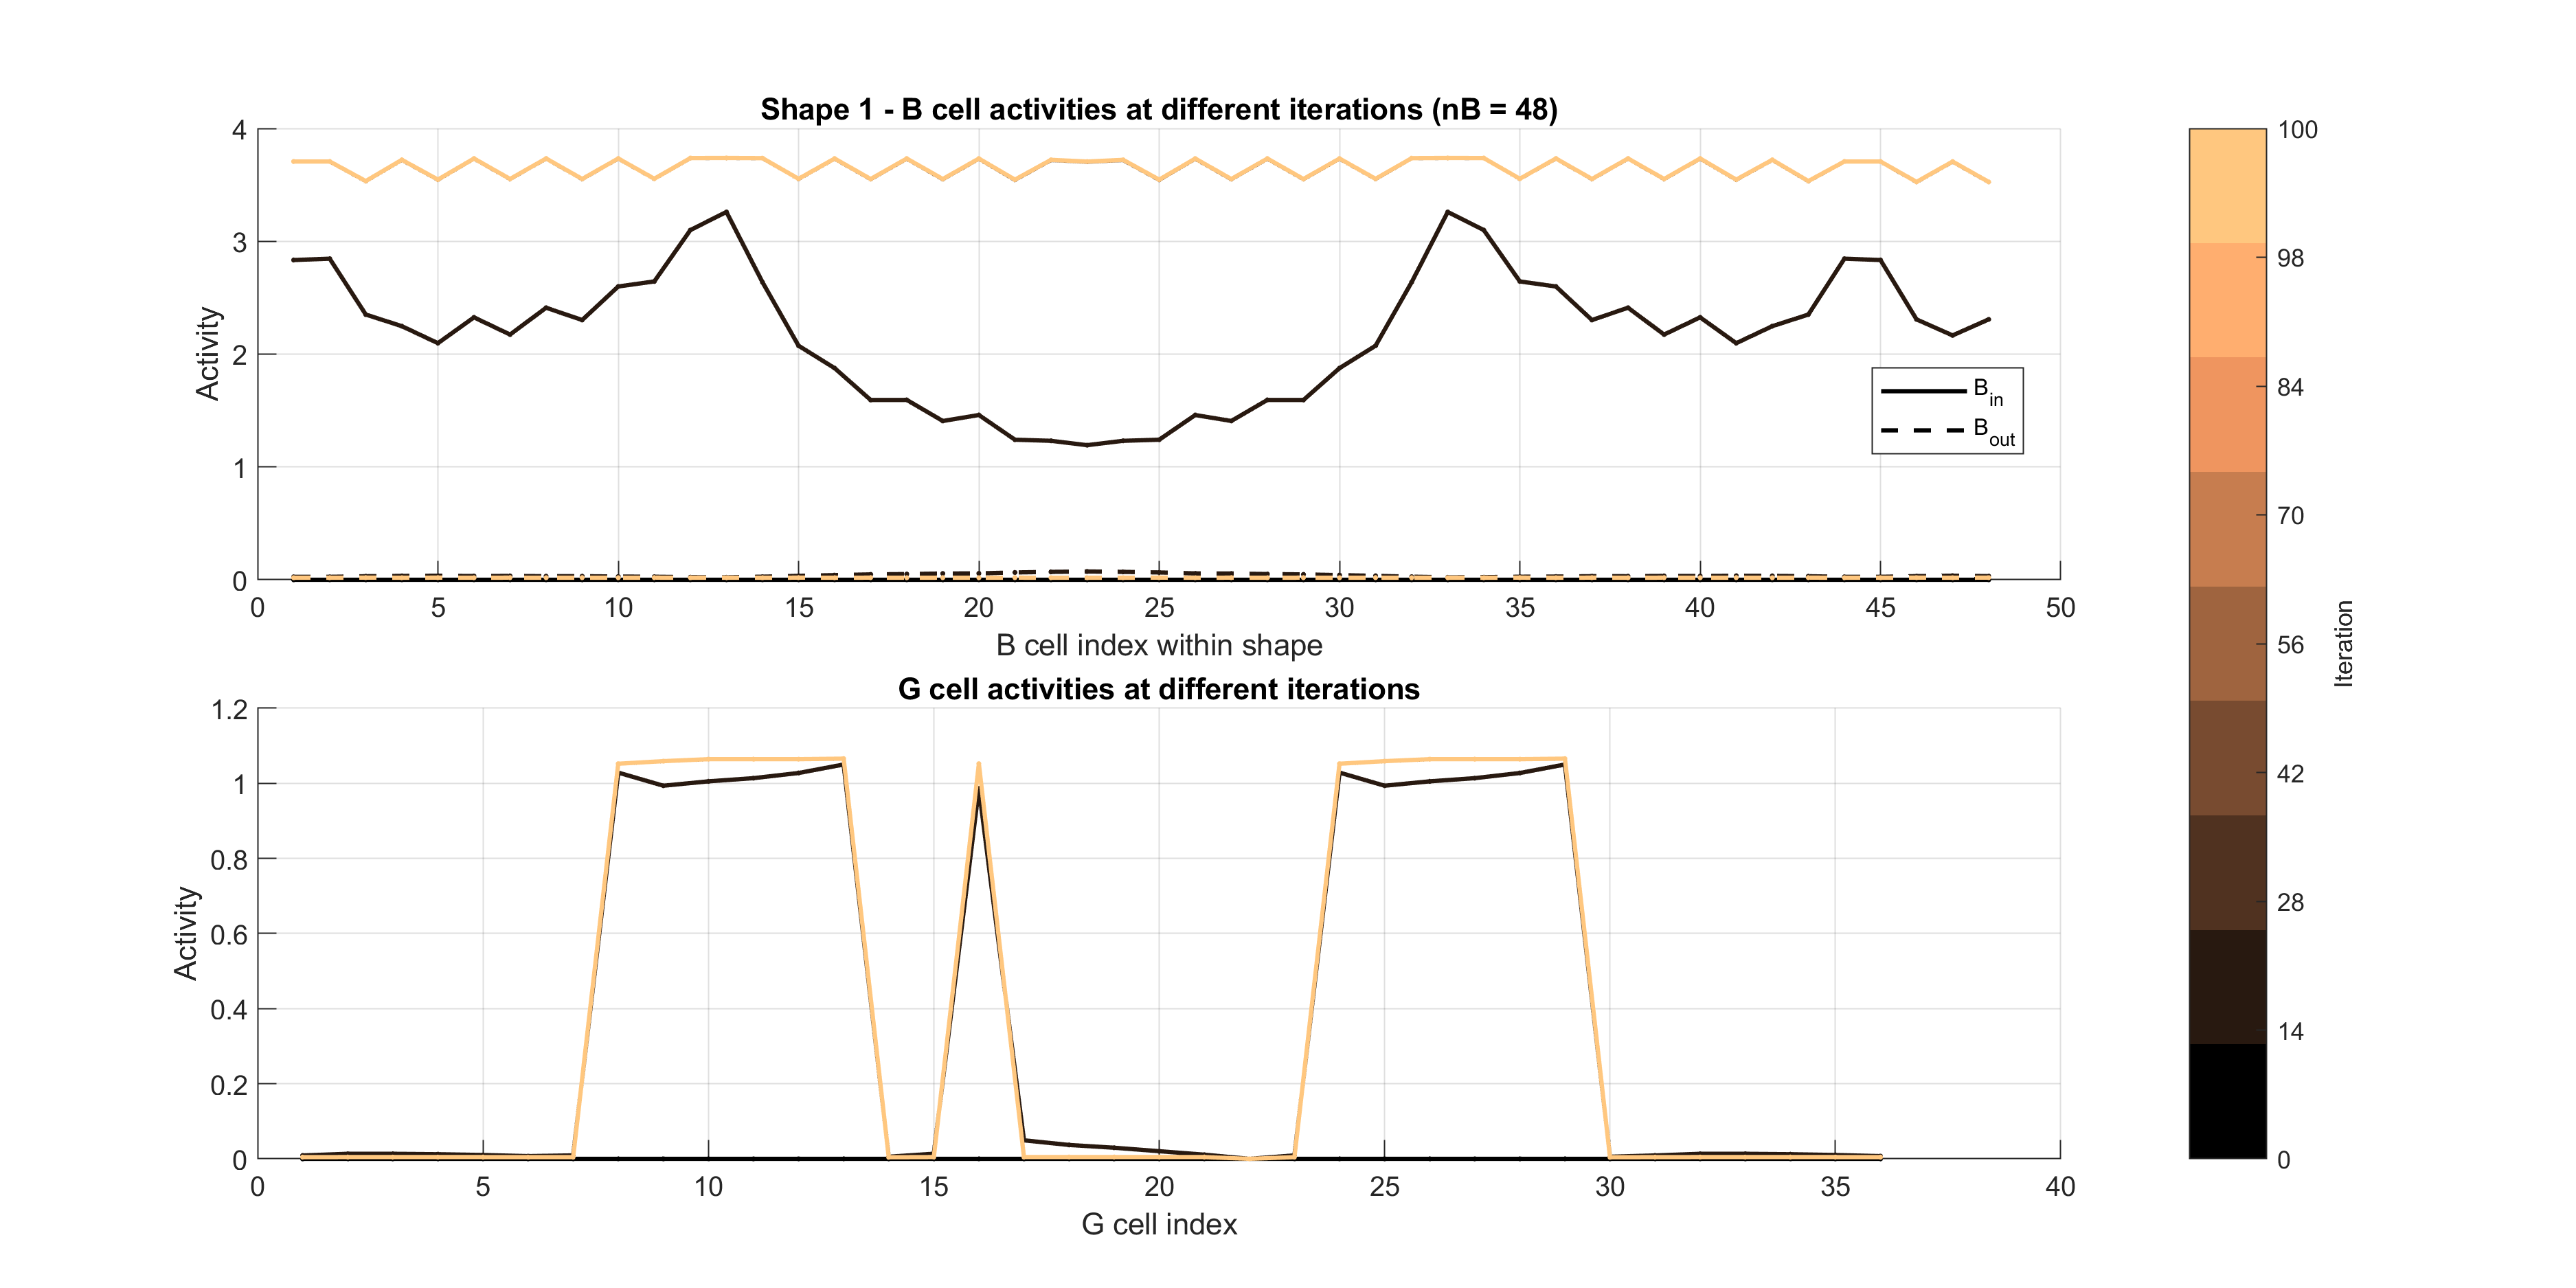 Shape 1 - B cell activities at different iterations (nB = 48)
4
3
2
1
0
Activity
0 5 10 15 20 25 30 35 40 45 50
B cell index within shape
B_in
B_out
G cell activities at different iterations
1.2
1
0.8
0.6
0.4
0.2
0
Activity
0 5 10 15 20 25 30 35 40
G cell index
100
98
84
70
56
42
28
14
0
Iteration